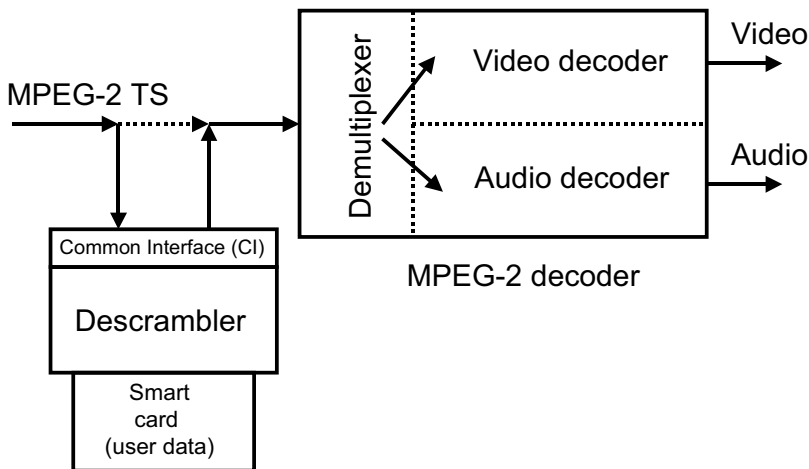 MPEG-2 TS
Common Interface (CI)
Descrambler
Smart
card
(user data)
Demultiplexer
Video decoder
Audio decoder
MPEG-2 decoder
Video
Audio